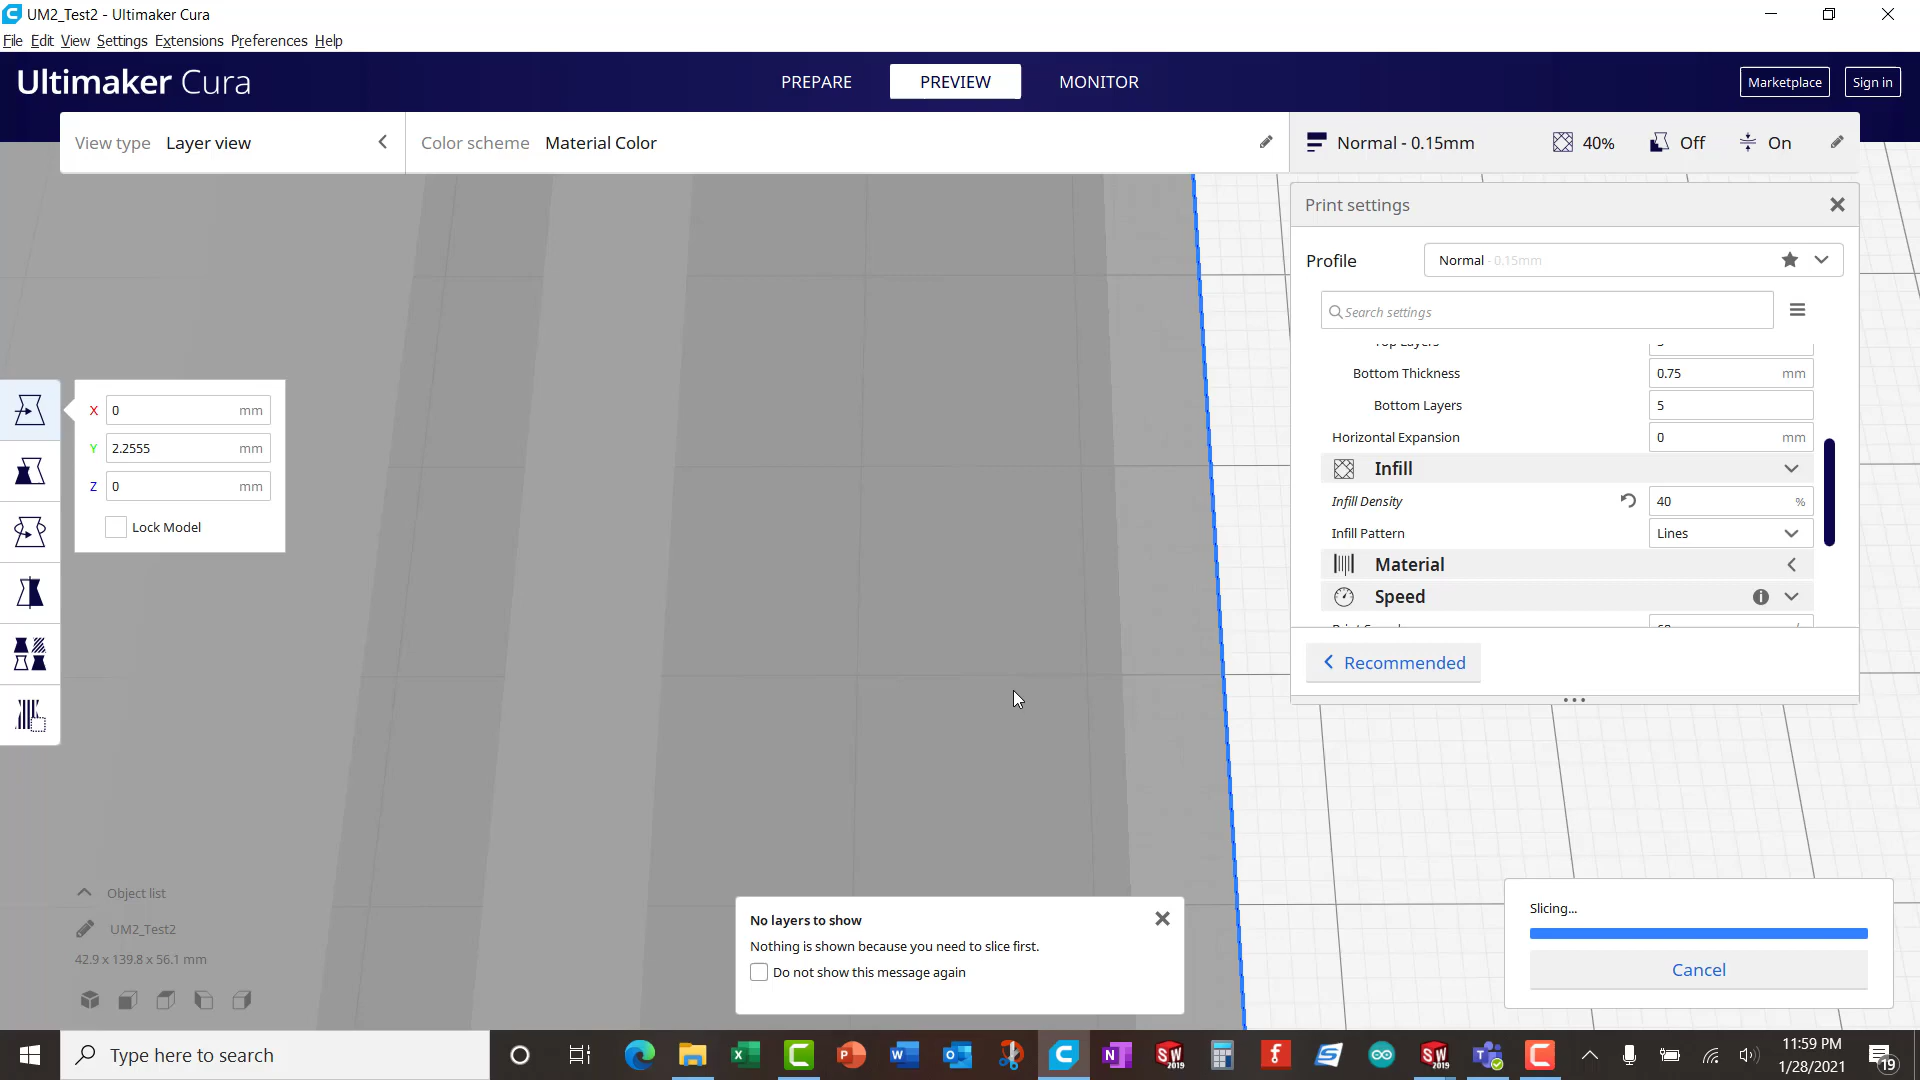 UM2_Test2 - Ultimaker Cura
File Edit View Settings Extensions Preferences Help
Ultimaker Cura
PREPARE
PREVIEW
MONITOR
Marketplace
Sign in
View type Layer view
Color scheme Material Color
Normal - 0.15mm
40%
Off
On
Print settings
Profile
Normal - 0.15mm
Search settings
Bottom Thickness 0.75 mm
Bottom Layers 5
Horizontal Expansion 0 mm
Infill
Infill Density 40 %
Infill Pattern Lines
Material
Speed
Recommended
X 0 mm
Y 2.2555 mm
Z 0 mm
Lock Model
Object list
UM2_Test2
42.9 x 139.8 x 56.1 mm
No layers to show
Nothing is shown because you need to slice first.
Do not show this message again
Slicing...
Cancel
Type here to search
11:59 PM
1/28/2021
19